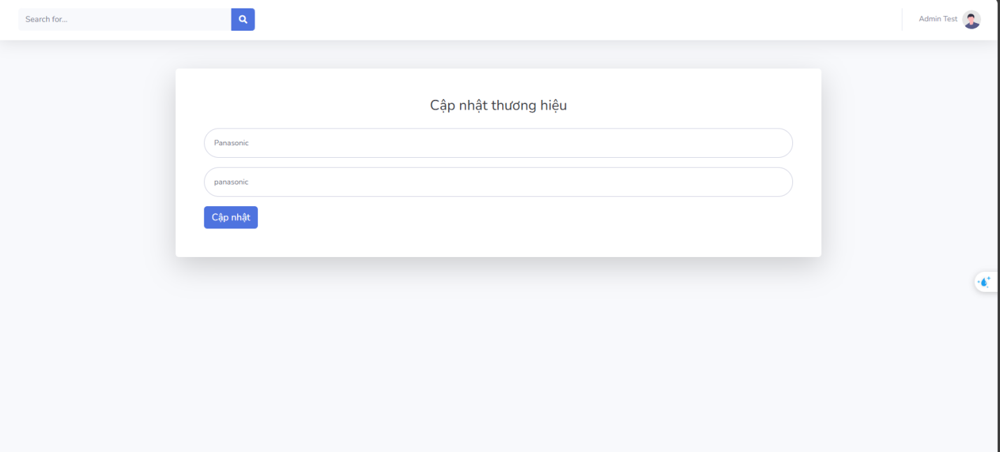 Search for...
Admin Test
Cập nhật thương hiệu
Panasonic
panasonic
Cập nhật